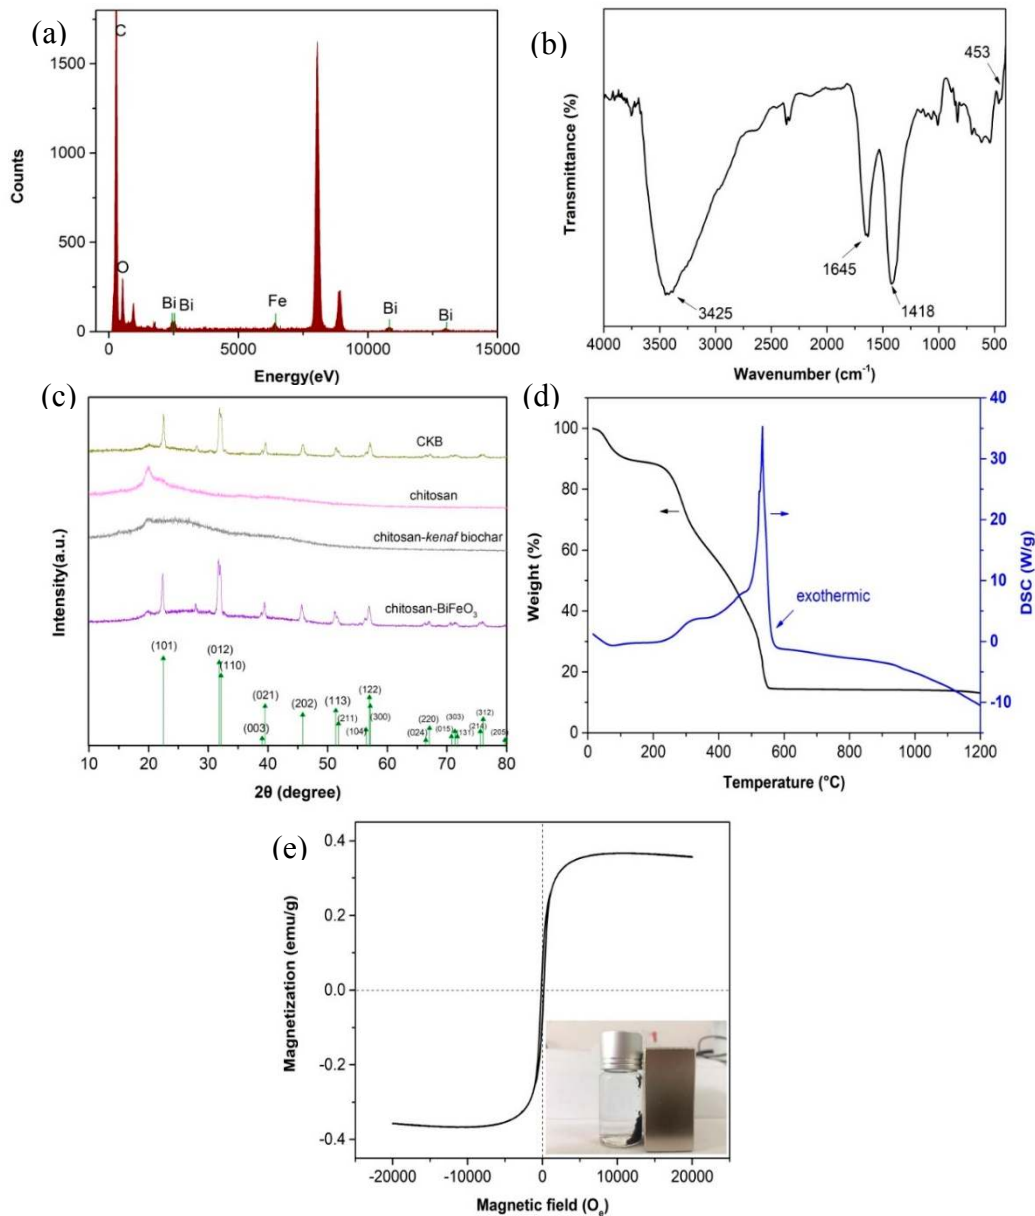 (a)
C
O
Bi Bi
Fe
Bi
Bi
1500
1000
500
0
Counts
0 5000 10000 15000
Energy(eV)
(b)
453
1645
3425
1418
Transmittance (%)
4000 3500 3000 2500 2000 1500 1000 500
Wavenumber (cm⁻¹)
(c)
CKB
chitosan
chitosan-kenaf biochar
chitosan-BiFeO₃
(101)
(012)
(110)
(021)
(003)
(202)
(113)
(211)
(122)
(300)
(104)
(220)
(024)
(303)
(015)
(131)
(312)
(214)
(205)
Intensity(a.u.)
10 20 30 40 50 60 70 80
2θ (degree)
(d)
100
80
60
40
20
0
Weight (%)
exothermic
40
30
20
10
0
-10
DSC (W/g)
0 200 400 600 800 1000 1200
Temperature (°C)
(e)
0.4
0.2
0.0
-0.2
-0.4
Magnetization (emu/g)
-20000 -10000 0 10000 20000
Magnetic field (Oₑ)